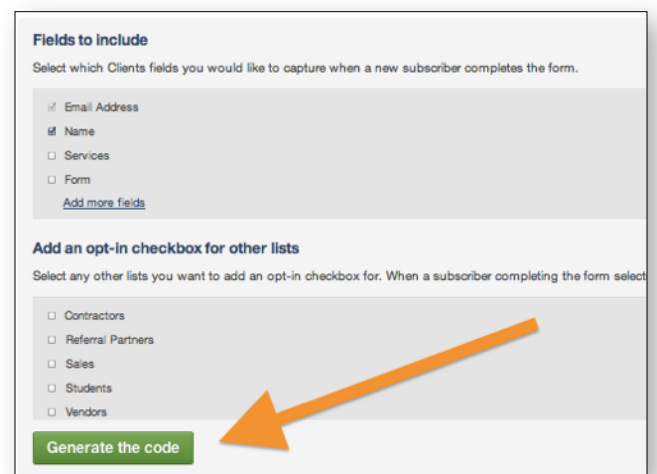 Fields to include
Select which Clients fields you would like to capture when a new subscriber completes the form.
Email Address
Name
Services
Form
Add more fields
Add an opt-in checkbox for other lists
Select any other lists you want to add an opt-in checkbox for. When a subscriber completing the form select
Contractors
Referral Partners
Sales
Students
Vendors
Generate the code